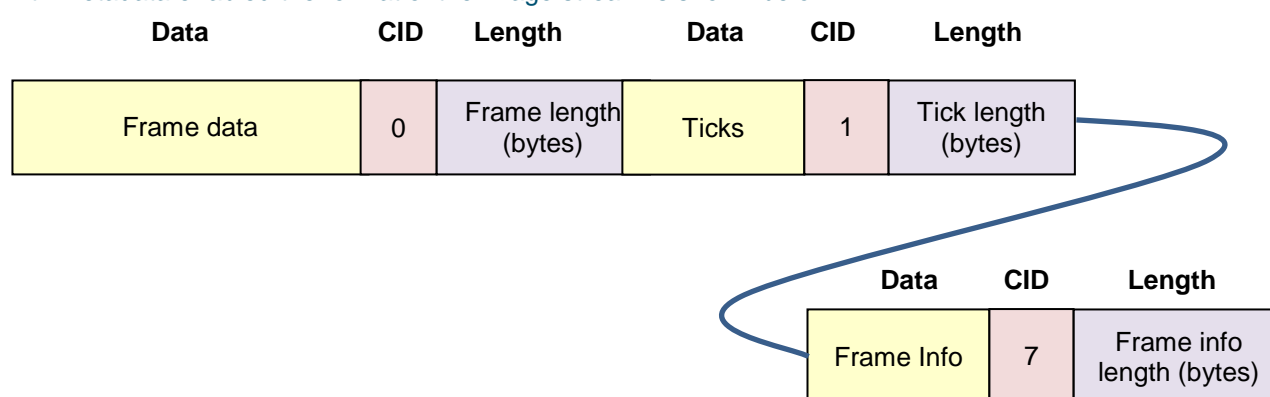 Data CID Length Data CID Length
Frame data 0 Frame length (bytes) Ticks 1 Tick length (bytes)
Data CID Length
Frame Info 7 Frame info length (bytes)